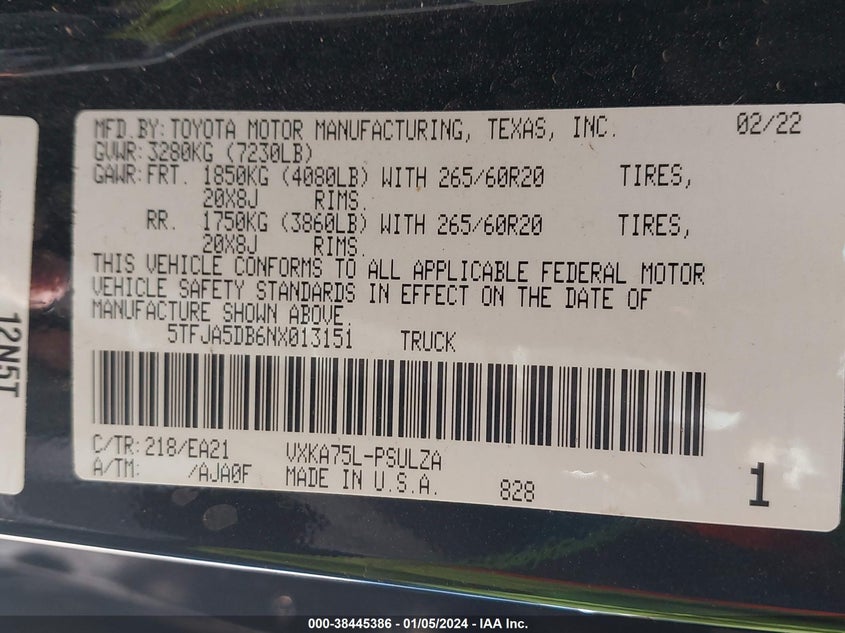 MFD.BY: TOYOTA MOTOR MANUFACTURING, TEXAS, INC. 02/22
GVWR: 3280KG (7230LB)
GAWR: FRT. 1850KG (4080LB) WITH 265/60R20 TIRES,
20X8J RIMS.
RR. 1750KG (3860LB) WITH 265/60R20 TIRES,
20X8J RIMS.
THIS VEHICLE CONFORMS TO ALL APPLICABLE FEDERAL MOTOR
VEHICLE SAFETY STANDARDS IN EFFECT ON THE DATE OF
MANUFACTURE SHOWN ABOVE.
5TFJA5DB6NX013151 TRUCK
C/TR: 218/EA21 VXKA75L-PSULZA
A/TM: /AJA0F MADE IN U.S.A. 828 1
12N5T
000-38445386 - 01/05/2024 - IAA Inc.